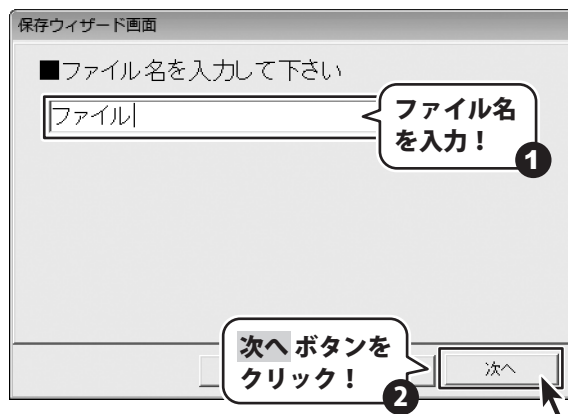 保存ウィザード画面
■ファイル名を入力して下さい
ファイル
ファイル名
を入力！
❶
次へ ボタンを
クリック！
❷
次へ